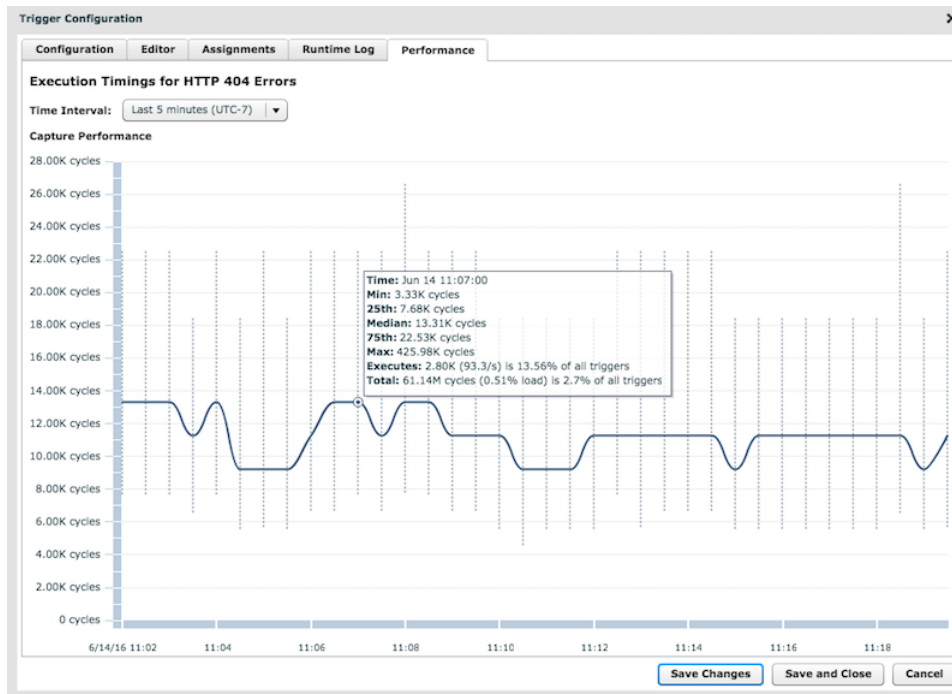 Trigger Configuration
Configuration Editor Assignments Runtime Log Performance
Execution Timings for HTTP 404 Errors
Time Interval: Last 5 minutes (UTC-7)
Capture Performance
28.00K cycles
26.00K cycles
24.00K cycles
22.00K cycles
20.00K cycles
18.00K cycles
16.00K cycles
14.00K cycles
12.00K cycles
10.00K cycles
8.00K cycles
6.00K cycles
4.00K cycles
2.00K cycles
0 cycles
Time: Jun 14 11:07:00
Min: 3.33K cycles
25th: 7.68K cycles
Median: 13.31K cycles
75th: 22.53K cycles
Max: 425.98K cycles
Executes: 2.80K (93.3/s) is 13.56% of all triggers
Total: 61.14M cycles (0.51% load) is 2.7% of all triggers
6/14/16 11:02 11:04 11:06 11:08 11:10 11:12 11:14 11:16 11:18
Save Changes Save and Close Cancel